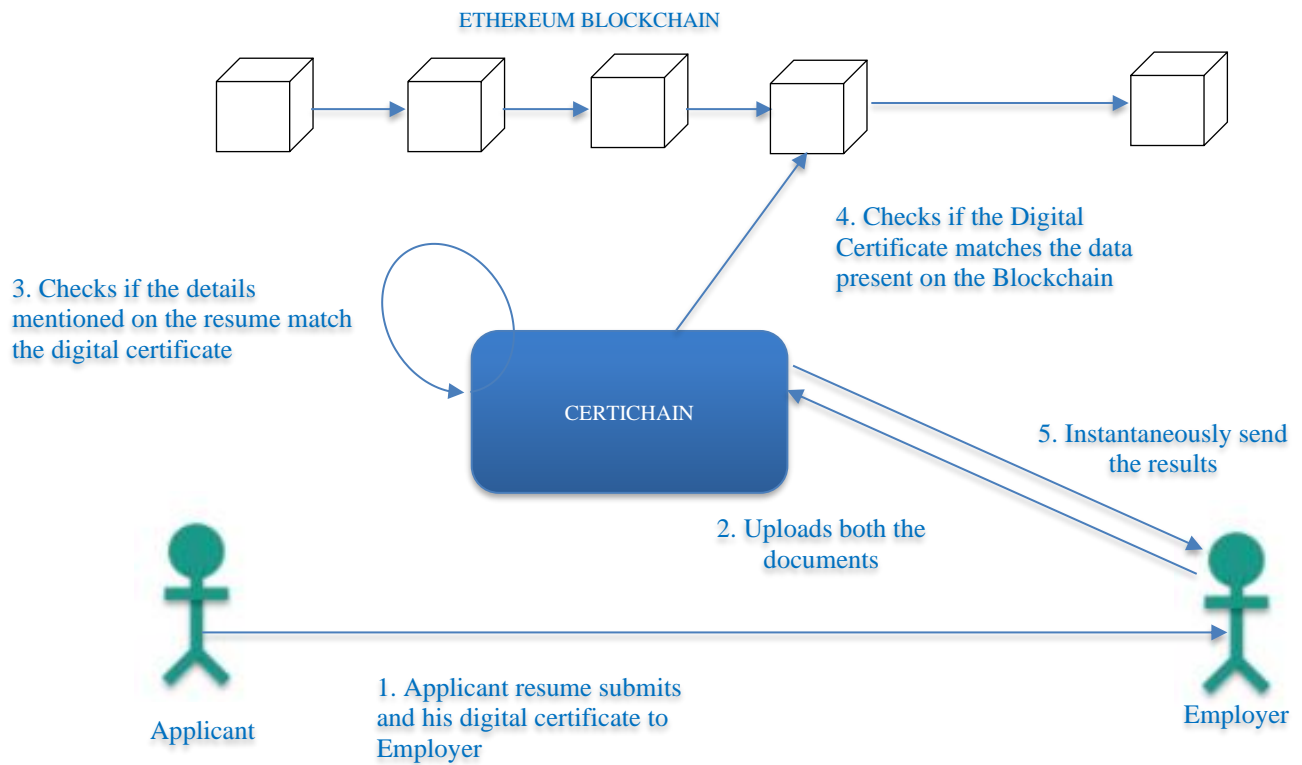 ETHEREUM BLOCKCHAIN
4. Checks if the Digital
Certificate matches the data
present on the Blockchain
3. Checks if the details
mentioned on the resume match
the digital certificate
CERTICHAIN
5. Instantaneously send
the results
2. Uploads both the
documents
1. Applicant resume submits
and his digital certificate to
Employer
Applicant
Employer